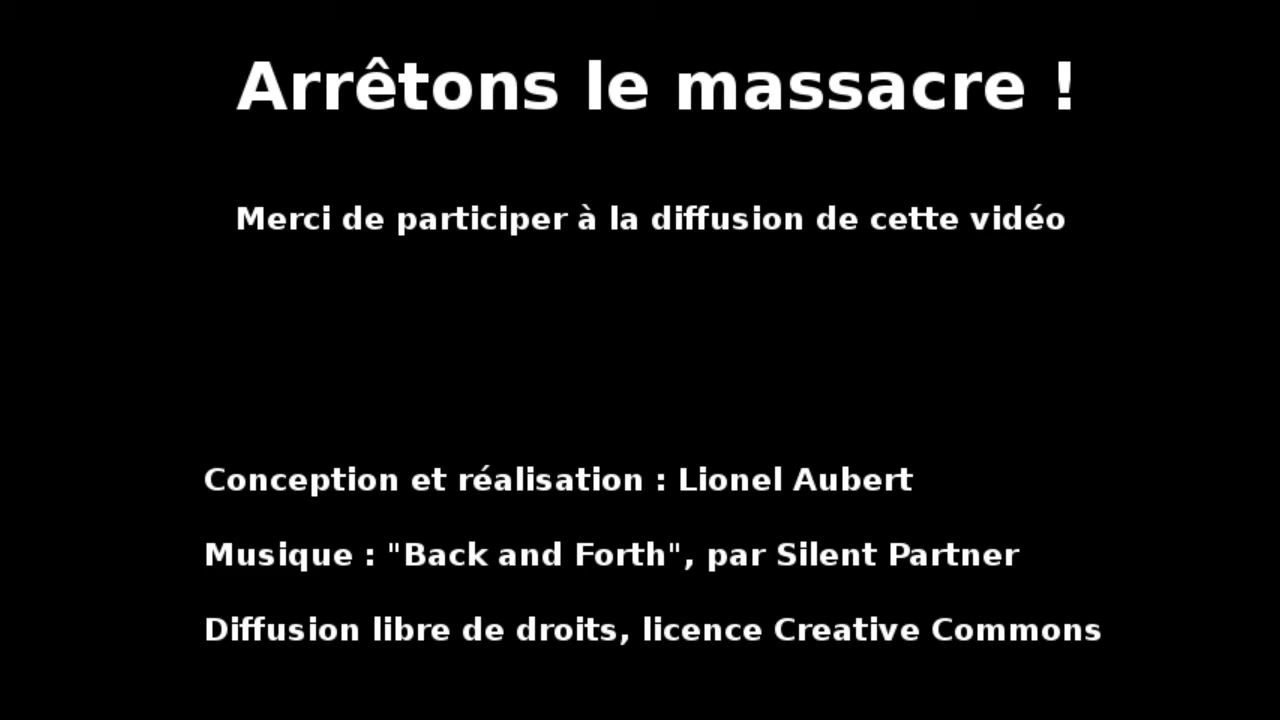 Arrêtons le massacre !
Merci de participer à la diffusion de cette vidéo
Conception et réalisation : Lionel Aubert
Musique : "Back and Forth", par Silent Partner
Diffusion libre de droits, licence Creative Commons